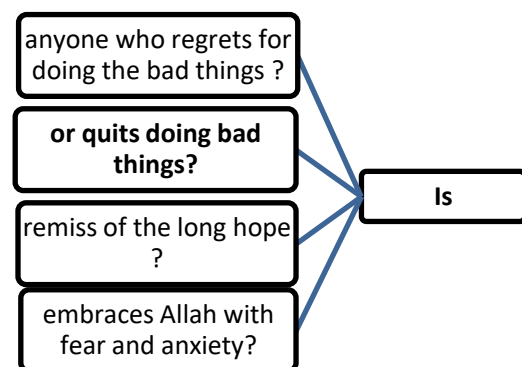 anyone who regrets for
doing the bad things ?
or quits doing bad
things?
Is
remiss of the long hope
?
embraces Allah with
fear and anxiety?